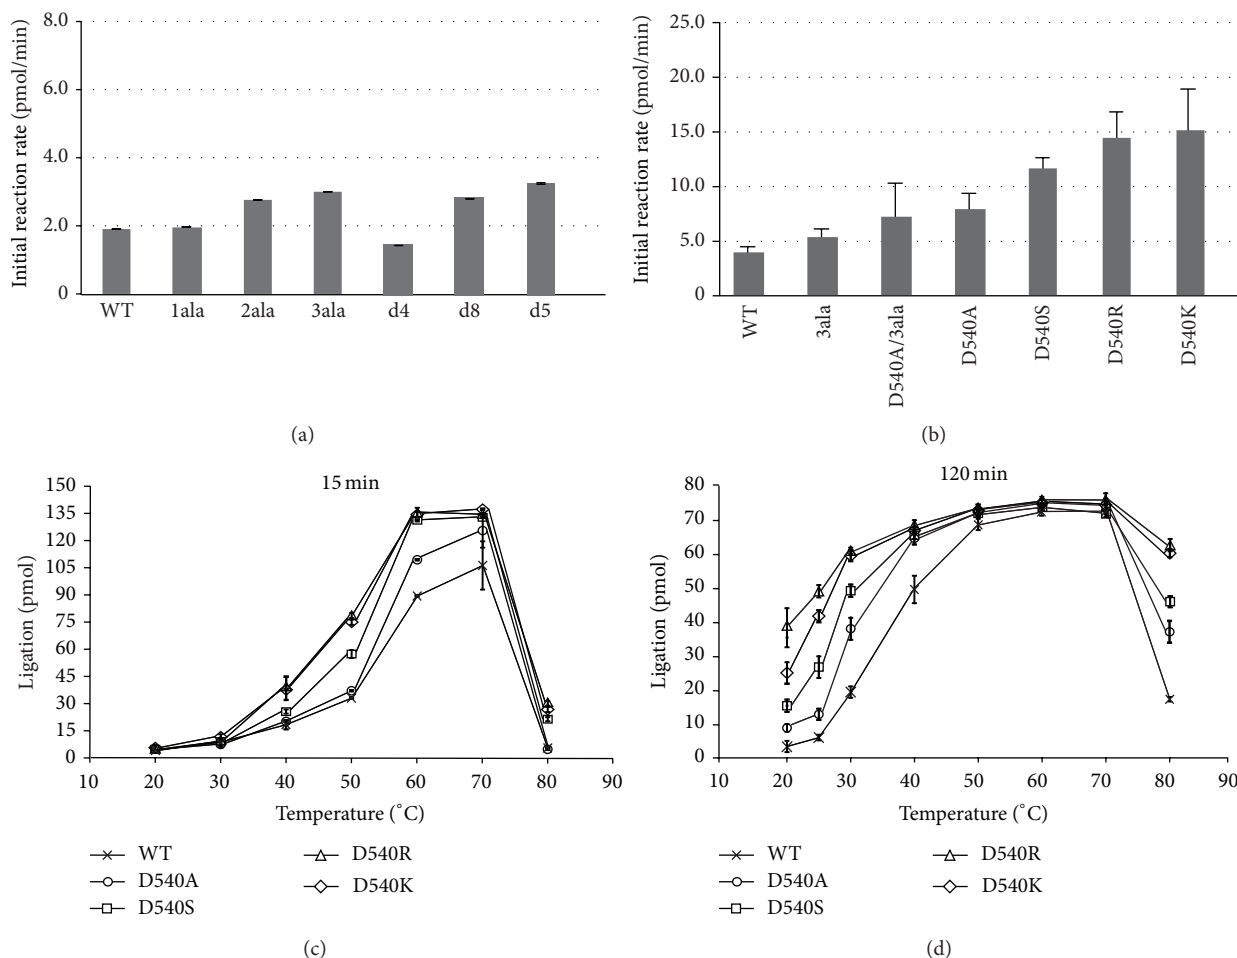 Initial reaction rate (pmol/min)
8.0
6.0
4.0
2.0
0
WT 1ala 2ala 3ala d4 d8 d5
(a)
Initial reaction rate (pmol/min)
25.0
20.0
15.0
10.0
5.0
0
WT
3ala
D540A/3ala
D540A
D540S
D540R
D540K
(b)
15 min
Ligation (pmol)
150
135
120
105
90
75
60
45
30
15
0
10 20 30 40 50 60 70 80 90
Temperature (˚C)
WT
D540A
D540S
D540R
D540K
(c)
120 min
Ligation (pmol)
80
70
60
50
40
30
20
10
0
10 20 30 40 50 60 70 80 90
Temperature (˚C)
WT
D540A
D540S
D540R
D540K
(d)